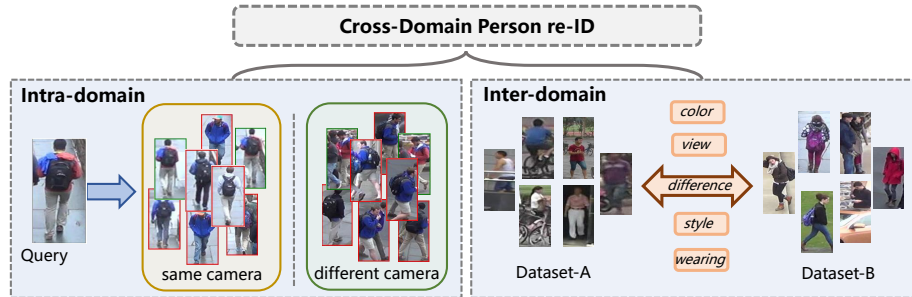 Cross-Domain Person re-ID
Intra-domain
Query
same camera
different camera
Inter-domain
color
view
difference
style
wearing
Dataset-A
Dataset-B